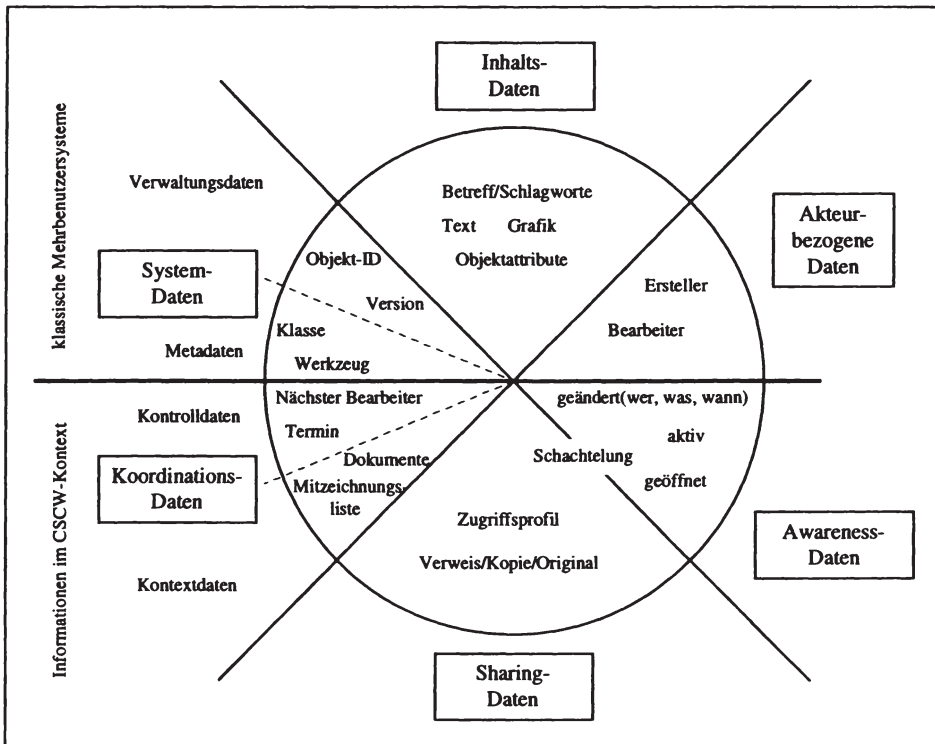 Inhalts-
Daten
klassische Mehrbenutzersysteme
Verwaltungsdaten
Betreff/Schlagworte
Text Grafik
Objektattribute
Akteur-
bezogene
Daten
System-
Daten
Objekt-ID
Version
Ersteller
Bearbeiter
Klasse
Werkzeug
Metadaten
Informationen im CSCW-Kontext
Kontrolldaten
Nächster Bearbeiter
Termin
Dokumente
Mitzeichnungs-
liste
geändert(wer, was, wann)
aktiv
Schachtelung
geöffnet
Koordinations-
Daten
Zugriffsprofil
Verweis/Kopie/Original
Awareness-
Daten
Kontextdaten
Sharing-
Daten